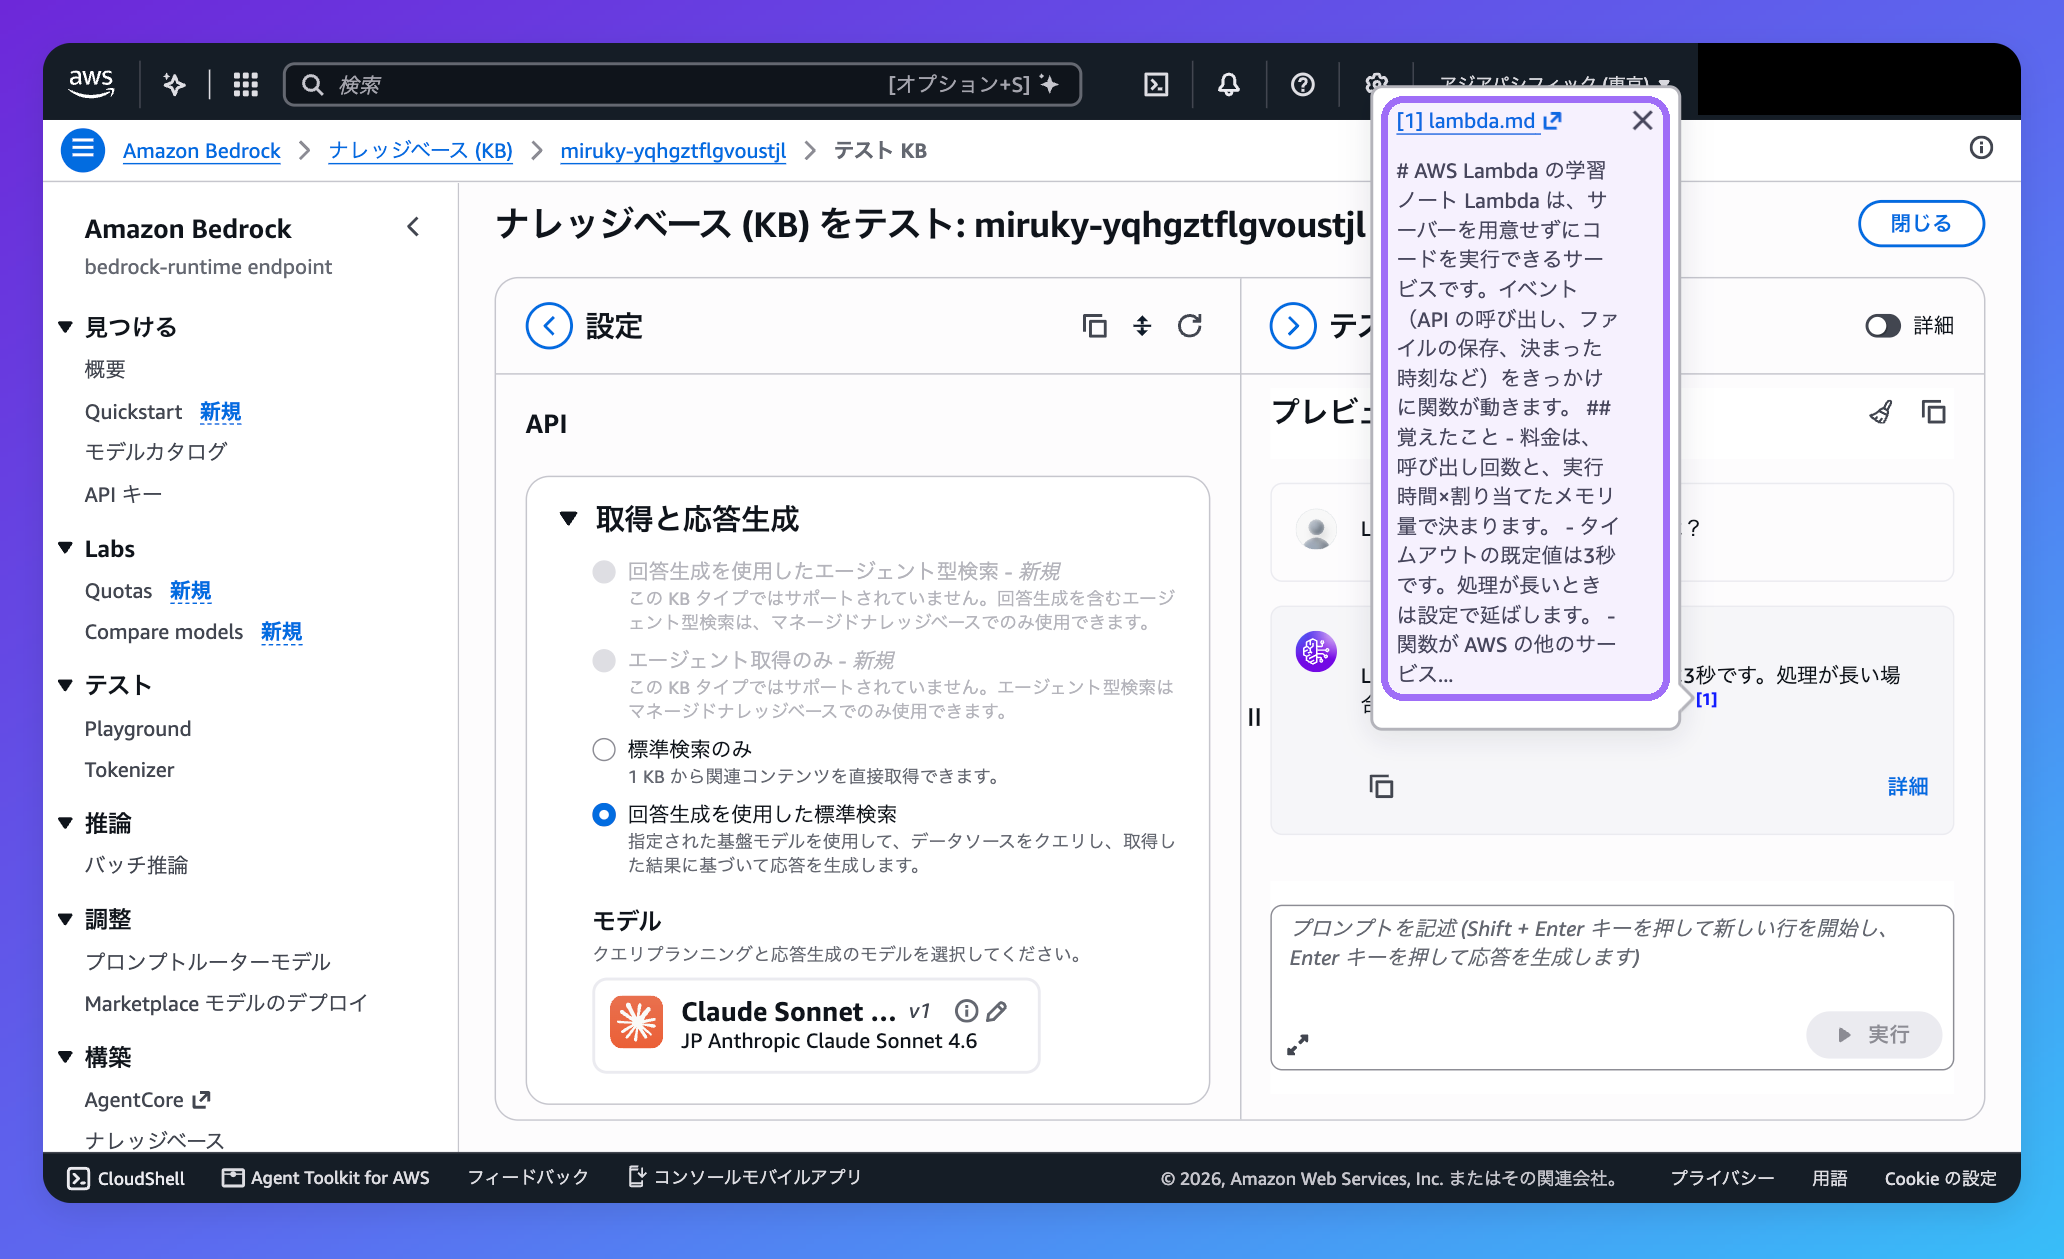 aws
検索
[オプション+S]
アジアパシフィック (東京)
Amazon Bedrock
ナレッジベース (KB)
miruky-yqhgztflgvoustjl
テスト KB
Amazon Bedrock
bedrock-runtime endpoint
見つける
概要
Quickstart 新規
モデルカタログ
API キー
Labs
Quotas 新規
Compare models 新規
テスト
Playground
Tokenizer
推論
バッチ推論
調整
プロンプトルーターモデル
Marketplace モデルのデプロイ
構築
AgentCore
ナレッジベース
ナレッジベース (KB) をテスト: miruky-yqhgztflgvoustjl
閉じる
設定
API
取得と応答生成
回答生成を使用したエージェント型検索 - 新規
この KB タイプではサポートされていません。回答生成を含むエージ
ェント型検索は、マネージドナレッジベースでのみ使用できます。
エージェント取得のみ - 新規
この KB タイプではサポートされていません。エージェント型検索は
マネージドナレッジベースでのみ使用できます。
標準検索のみ
1 KB から関連コンテンツを直接取得できます。
回答生成を使用した標準検索
指定された基盤モデルを使用して、データソースをクエリし、取得し
た結果に基づいて応答を生成します。
モデル
クエリプランニングと応答生成のモデルを選択してください。
Claude Sonnet ... v1
JP Anthropic Claude Sonnet 4.6
詳細
プレビ
?
3秒です。処理が長い場
[1]
詳細
[1] lambda.md
# AWS Lambda の学習
ノート Lambda は、サ
ーバーを用意せずにコ
ードを実行できるサー
ビスです。イベント
（API の呼び出し、ファ
イルの保存、決まった
時刻など）をきっかけ
に関数が動きます。 ##
覚えたこと - 料金は、
呼び出し回数と、実行
時間×割り当てたメモリ
量で決まります。 - タイ
ムアウトの既定値は3秒
です。処理が長いとき
は設定で延ばします。 -
関数が AWS の他のサー
ビス...
プロンプトを記述 (Shift + Enter キーを押して新しい行を開始し、
Enter キーを押して応答を生成します)
実行
CloudShell
Agent Toolkit for AWS
フィードバック
コンソールモバイルアプリ
© 2026, Amazon Web Services, Inc. またはその関連会社。
プライバシー
用語
Cookie の設定